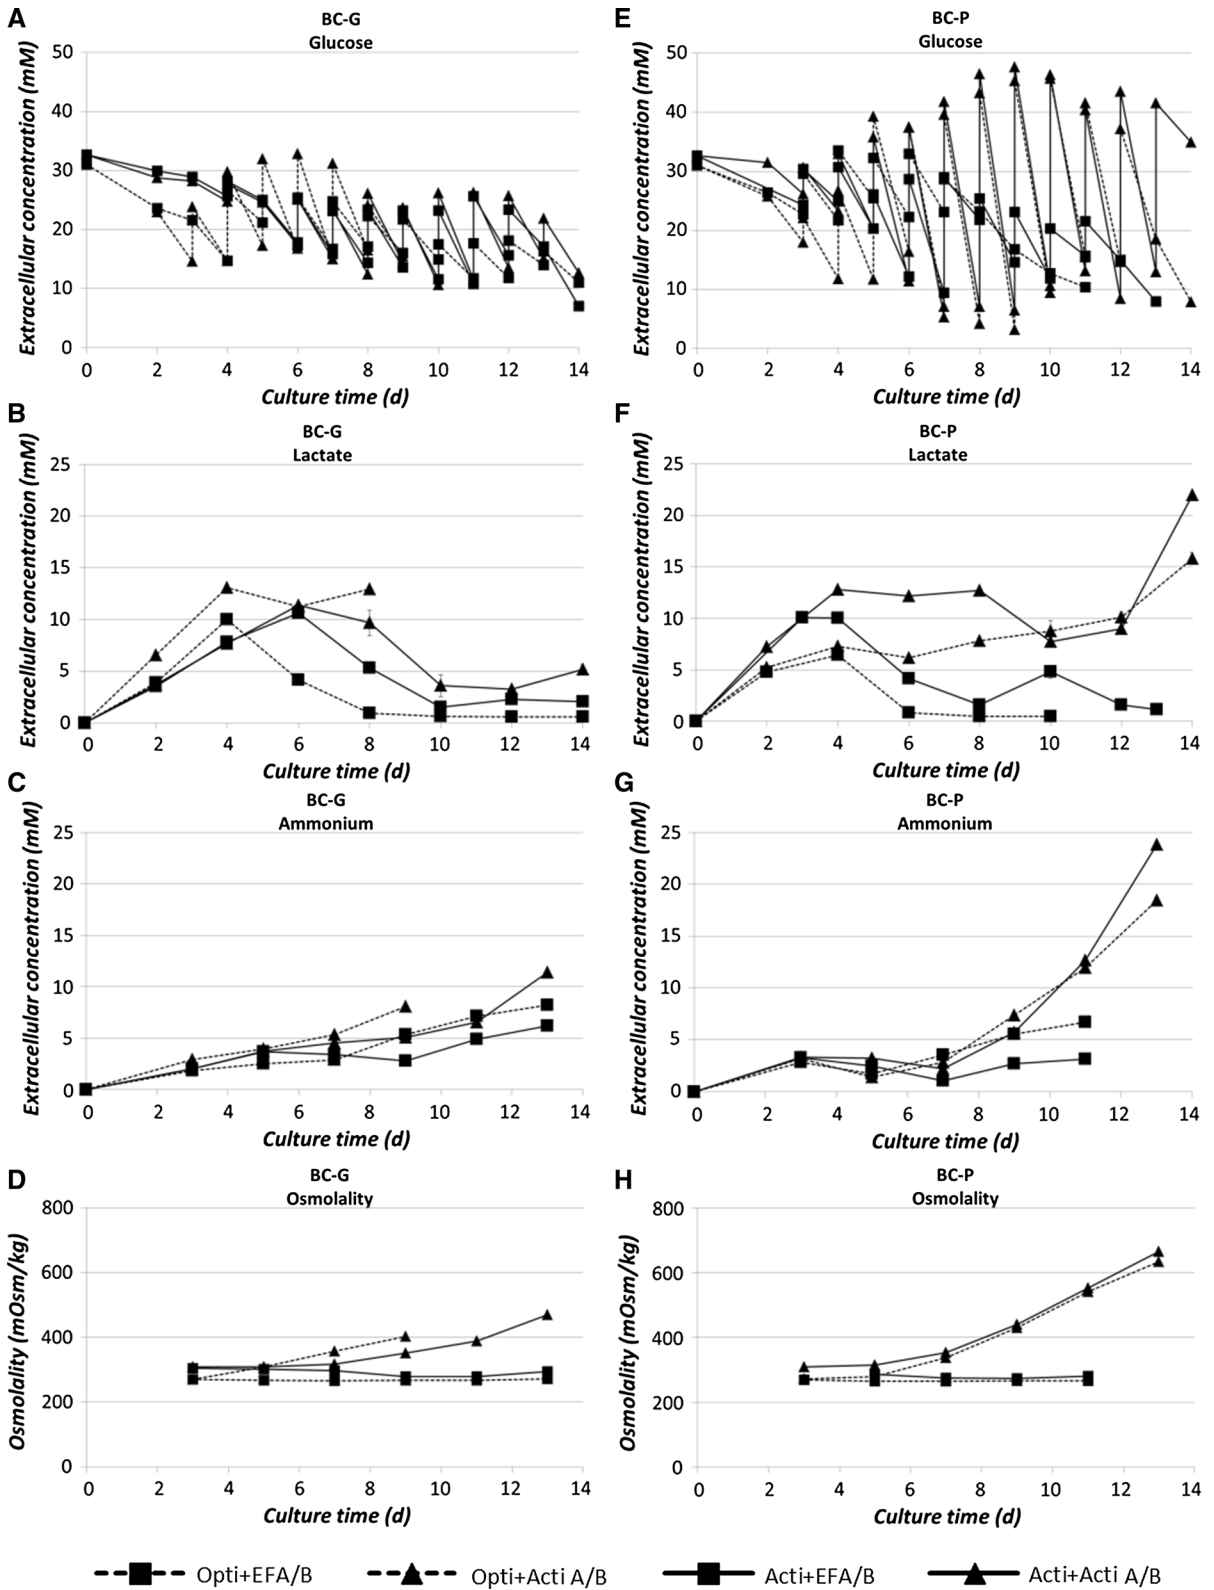 A
BC-G
Glucose
Extracellular concentration (mM)
50
40
30
20
10
0
0 2 4 6 8 10 12 14
Culture time (d)
B
BC-G
Lactate
Extracellular concentration (mM)
25
20
15
10
5
0
0 2 4 6 8 10 12 14
Culture time (d)
C
BC-G
Ammonium
Extracellular concentration (mM)
25
20
15
10
5
0
0 2 4 6 8 10 12 14
Culture time (d)
D
BC-G
Osmolality
Osmolality (mOsm/kg)
800
600
400
200
0
0 2 4 6 8 10 12 14
Culture time (d)
E
BC-P
Glucose
Extracellular concentration (mM)
50
40
30
20
10
0
0 2 4 6 8 10 12 14
Culture time (d)
F
BC-P
Lactate
Extracellular concentration (mM)
25
20
15
10
5
0
0 2 4 6 8 10 12 14
Culture time (d)
G
BC-P
Ammonium
Extracellular concentration (mM)
25
20
15
10
5
0
0 2 4 6 8 10 12 14
Culture time (d)
H
BC-P
Osmolality
Osmolality (mOsm/kg)
800
600
400
200
0
0 2 4 6 8 10 12 14
Culture time (d)
Opti+EFA/B Opti+Acti A/B Acti+EFA/B Acti+Acti A/B